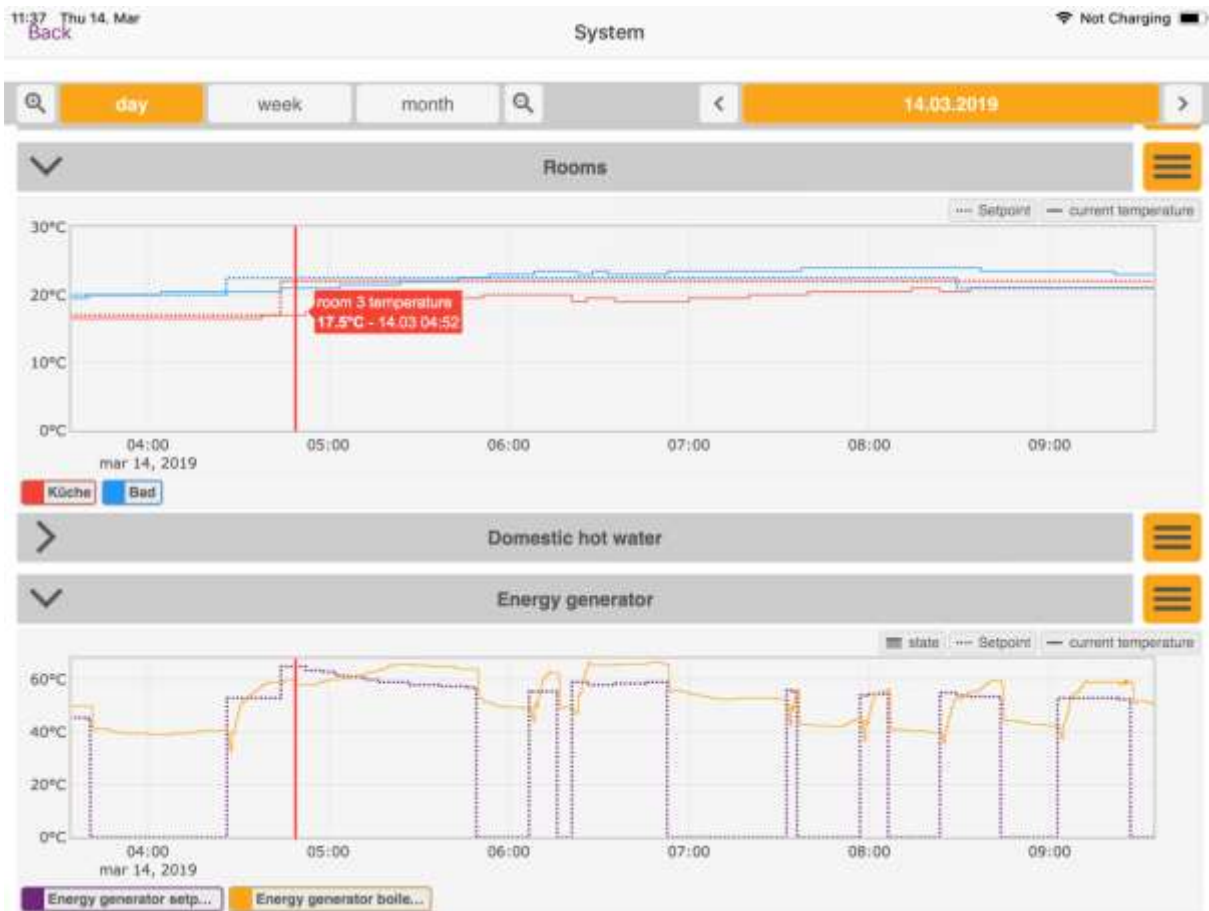 11:37 Thu 14. Mar
Not Charging
Back
System
day
week
month
<
14.03.2019
>
Rooms
Setpoint
current temperature
30°C
20°C
10°C
0°C
room 3 temperature
17.5°C - 14.03 04:52
04:00
05:00
06:00
07:00
08:00
09:00
mar 14, 2019
Küche
Bad
Domestic hot water
Energy generator
state
Setpoint
current temperature
60°C
40°C
20°C
0°C
04:00
05:00
06:00
07:00
08:00
09:00
mar 14, 2019
Energy generator setp...
Energy generator boile...